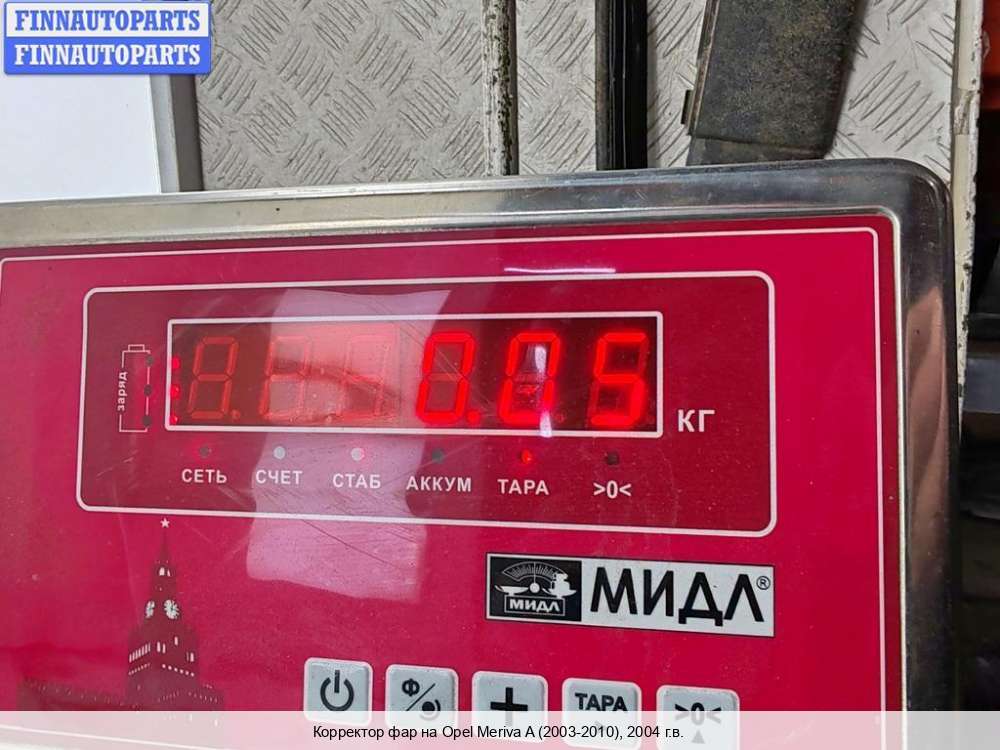 FINNAUTOPARTS
FINNAUTOPARTS
заряд
0.05
КГ
СЕТЬ СЧЕТ СТАБ АККУМ ТАРА >0<
МИДЛ
МИДЛ®
Ф
ТАРА
>0<
Корректор фар на Opel Meriva A (2003-2010), 2004 г.в.